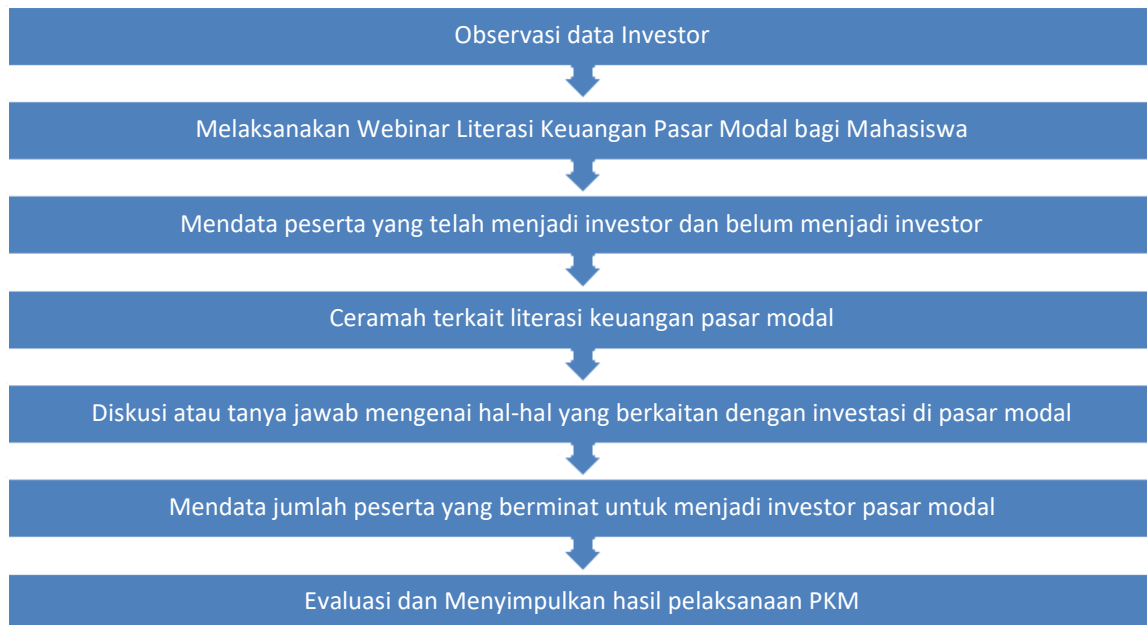 Observasi data Investor
Melaksanakan Webinar Literasi Keuangan Pasar Modal bagi Mahasiswa
Mendata peserta yang telah menjadi investor dan belum menjadi investor
Ceramah terkait literasi keuangan pasar modal
Diskusi atau tanya jawab mengenai hal-hal yang berkaitan dengan investasi di pasar modal
Mendata jumlah peserta yang berminat untuk menjadi investor pasar modal
Evaluasi dan Menyimpulkan hasil pelaksanaan PKM